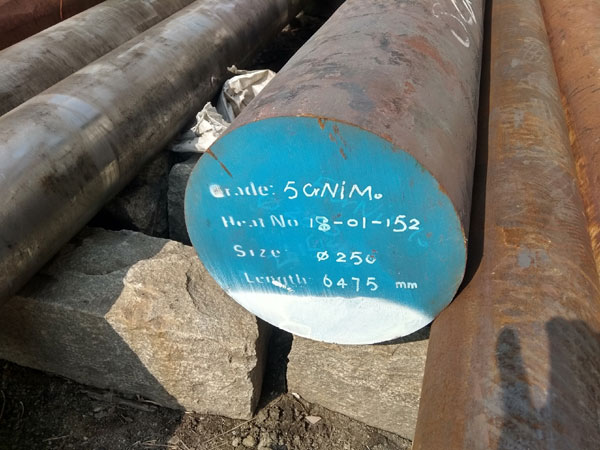 Grade: 5CrNiMo
Heat No 18-01-152
Size ø250
Length 6475 mm